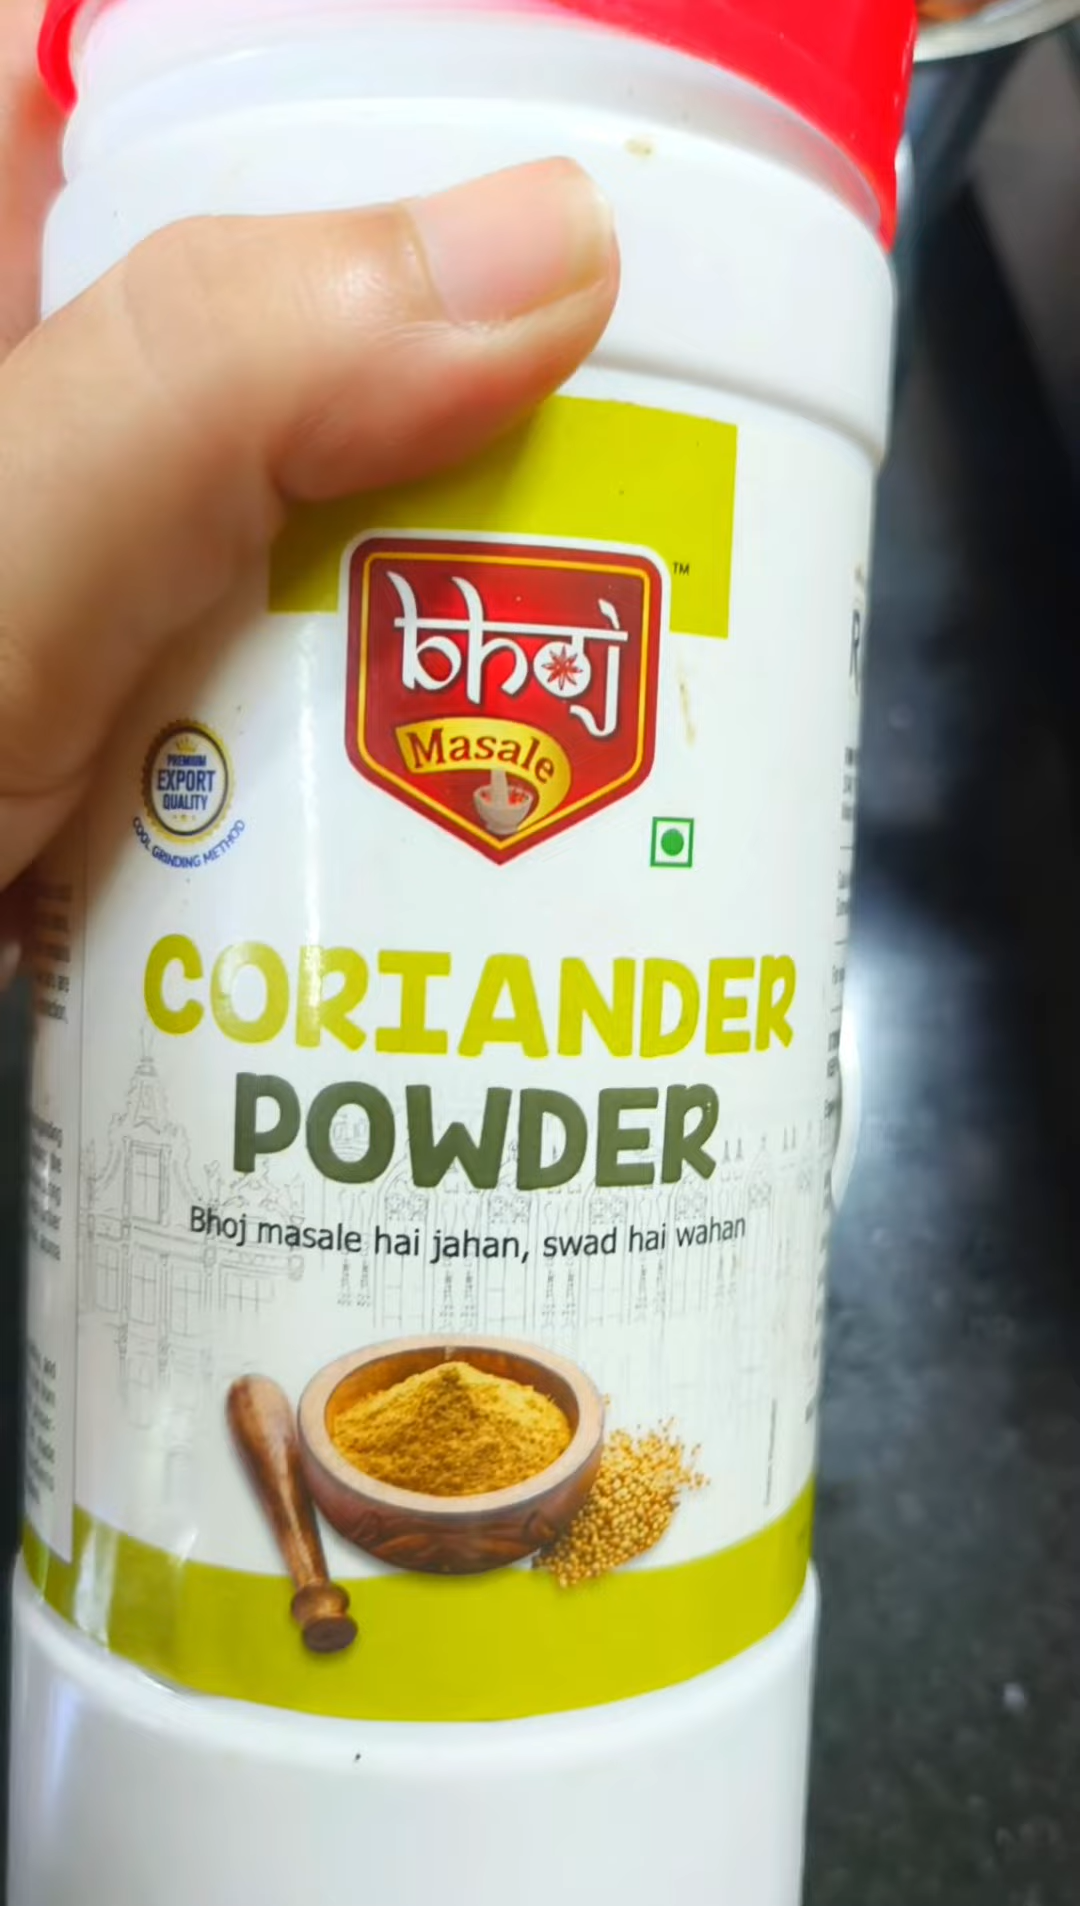 bhoj
TM
Masale
PREMIUM
EXPORT
QUALITY
COOL GRINDING METHOD
CORIANDER
POWDER
Bhoj masale hai jahan, swad hai wahan